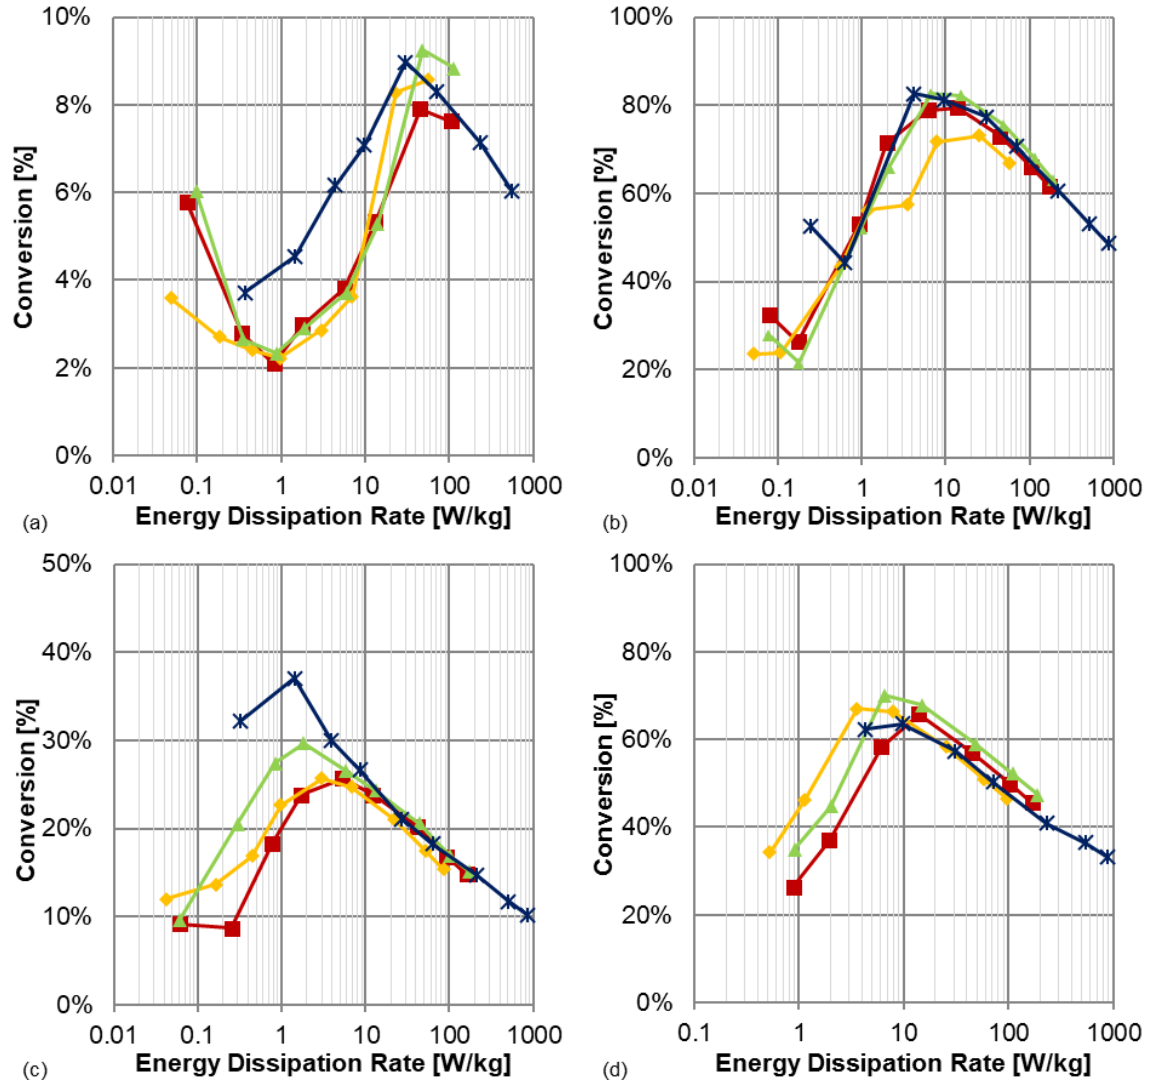 10%
8%
6%
4%
2%
0%
Conversion [%]
0.01 0.1 1 10 100 1000
Energy Dissipation Rate [W/kg]
(a)
100%
80%
60%
40%
20%
0%
Conversion [%]
0.01 0.1 1 10 100 1000
Energy Dissipation Rate [W/kg]
(b)
50%
40%
30%
20%
10%
0%
Conversion [%]
0.01 0.1 1 10 100 1000
Energy Dissipation Rate [W/kg]
(c)
100%
80%
60%
40%
20%
0%
Conversion [%]
0.1 1 10 100 1000
Energy Dissipation Rate [W/kg]
(d)